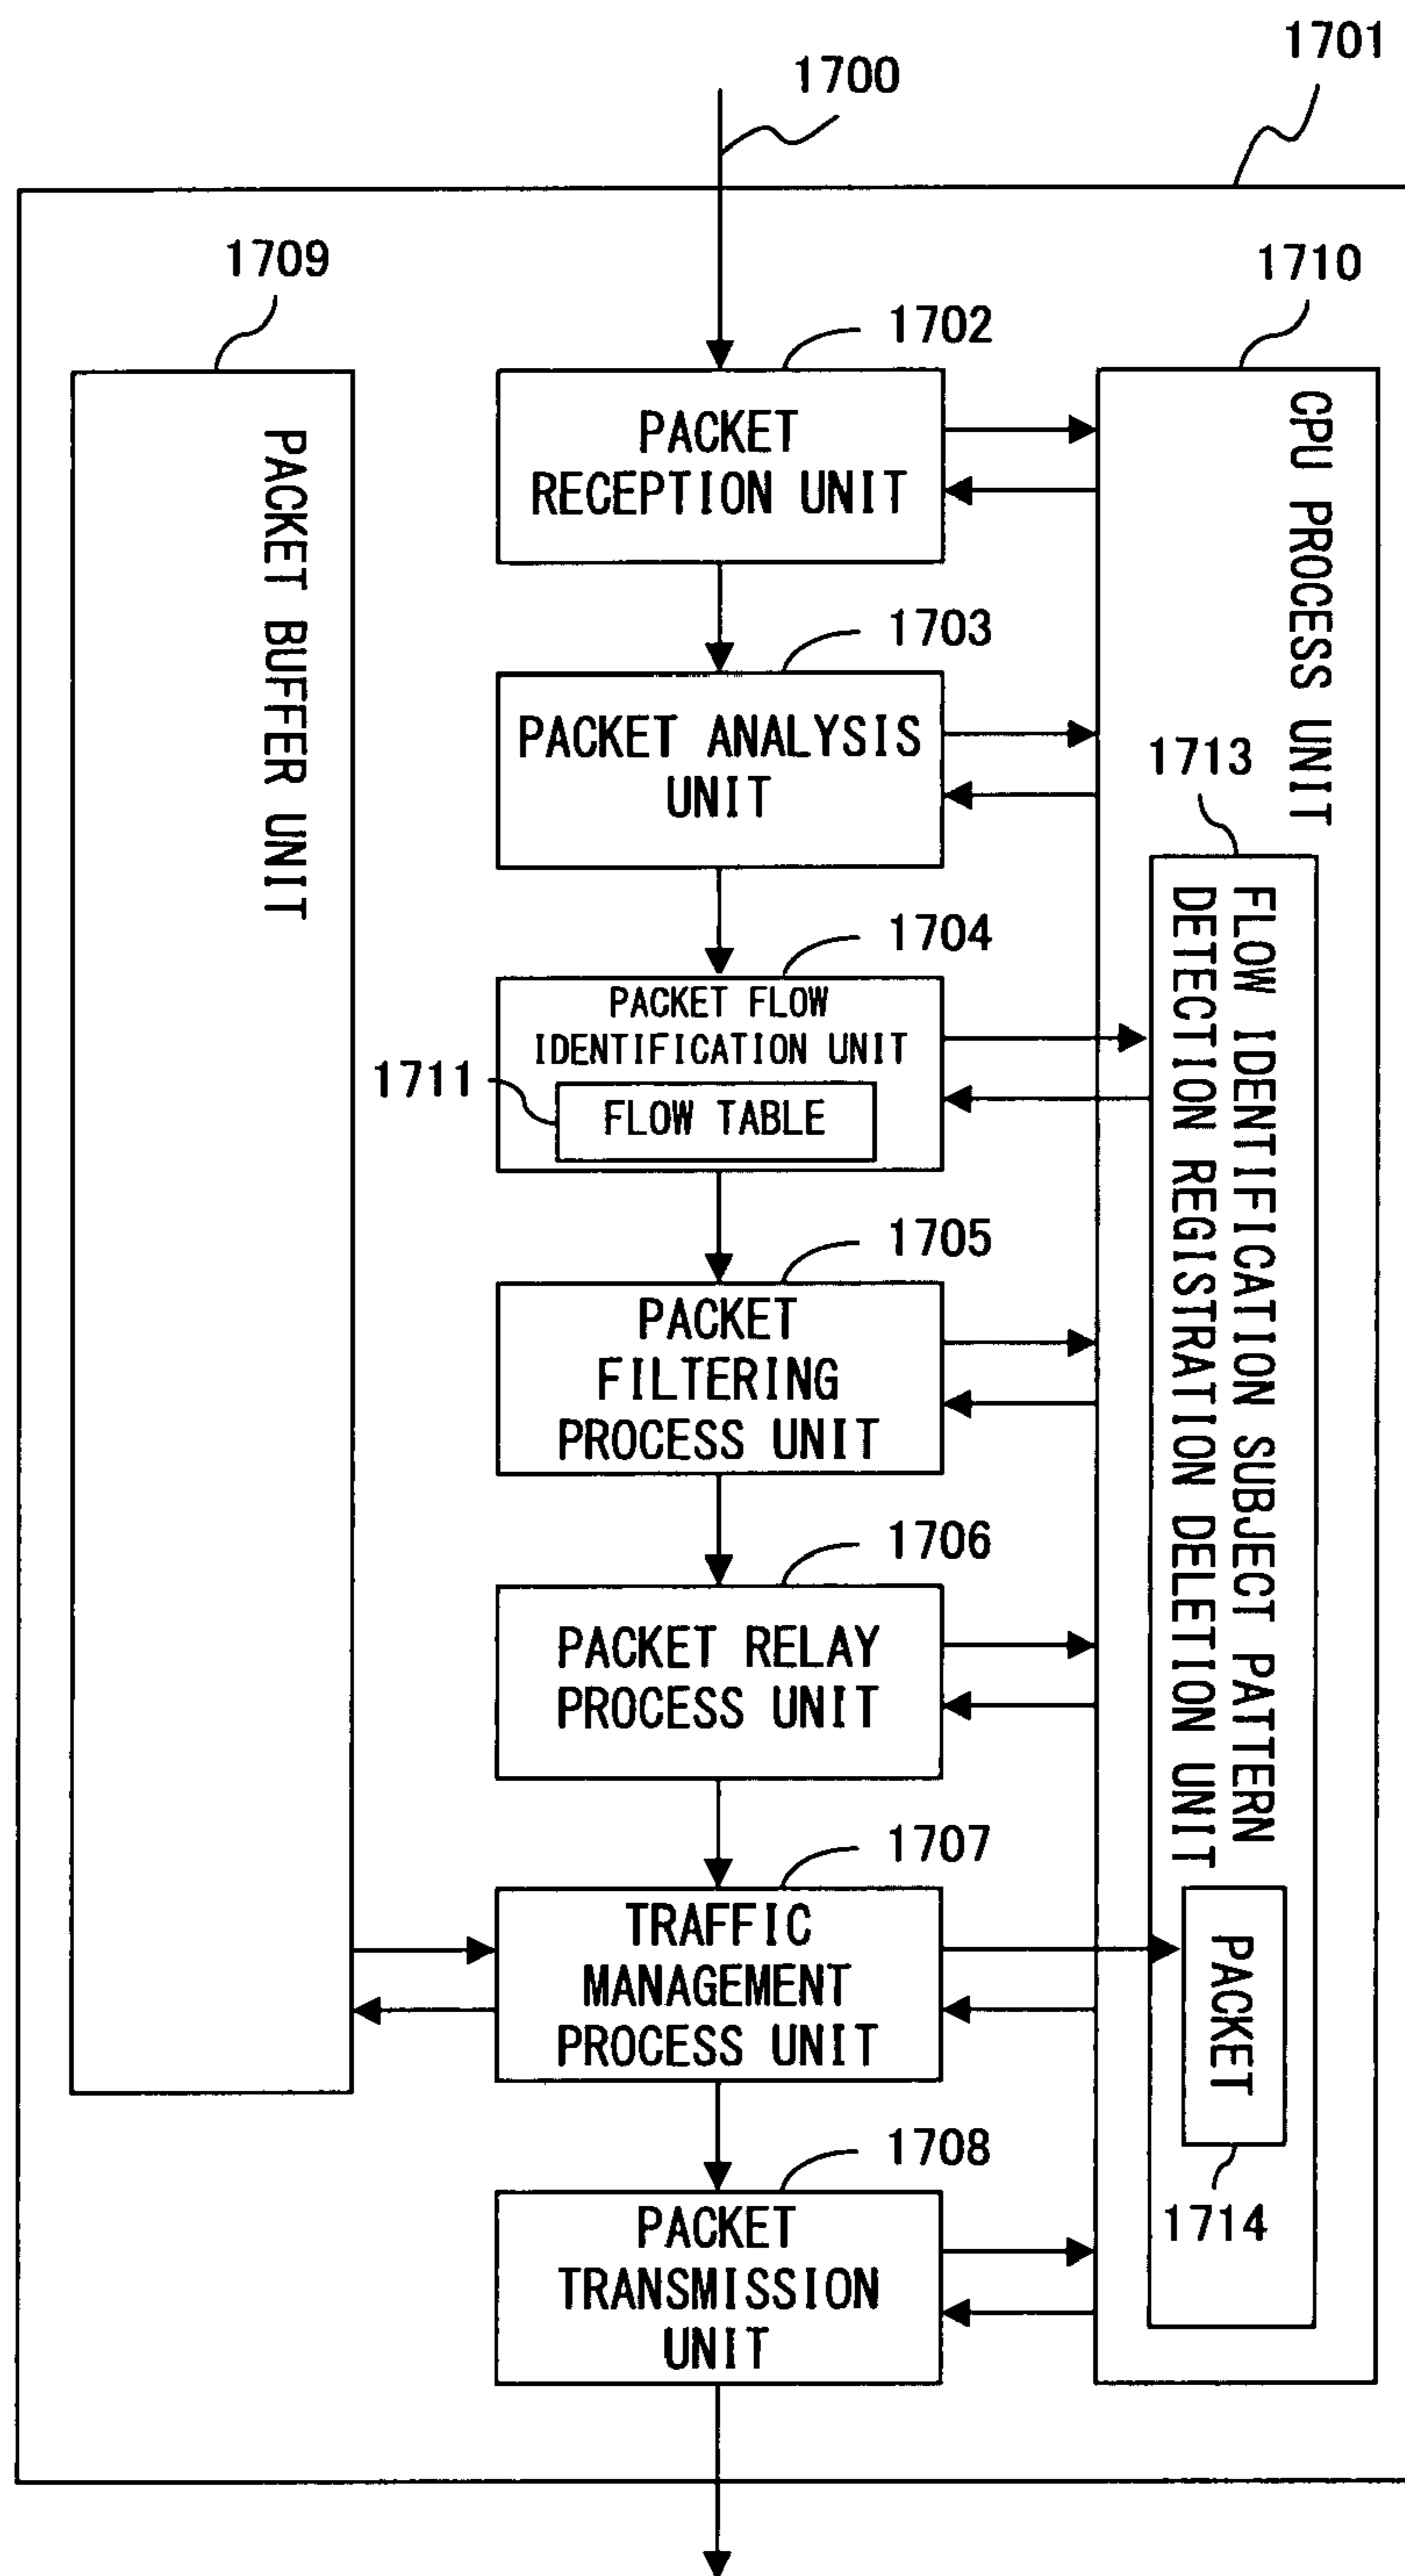 1701
1700
1709
1710
1702
PACKET
RECEPTION UNIT
CPU PROCESS UNIT
PACKET BUFFER UNIT
1703
PACKET ANALYSIS
UNIT
1713
FLOW IDENTIFICATION SUBJECT PATTERN
DETECTION REGISTRATION DELETION UNIT
1704
PACKET FLOW
IDENTIFICATION UNIT
1711
FLOW TABLE
1705
PACKET
FILTERING
PROCESS UNIT
1706
PACKET RELAY
PROCESS UNIT
1707
TRAFFIC
MANAGEMENT
PROCESS UNIT
PACKET
1714
1708
PACKET
TRANSMISSION
UNIT